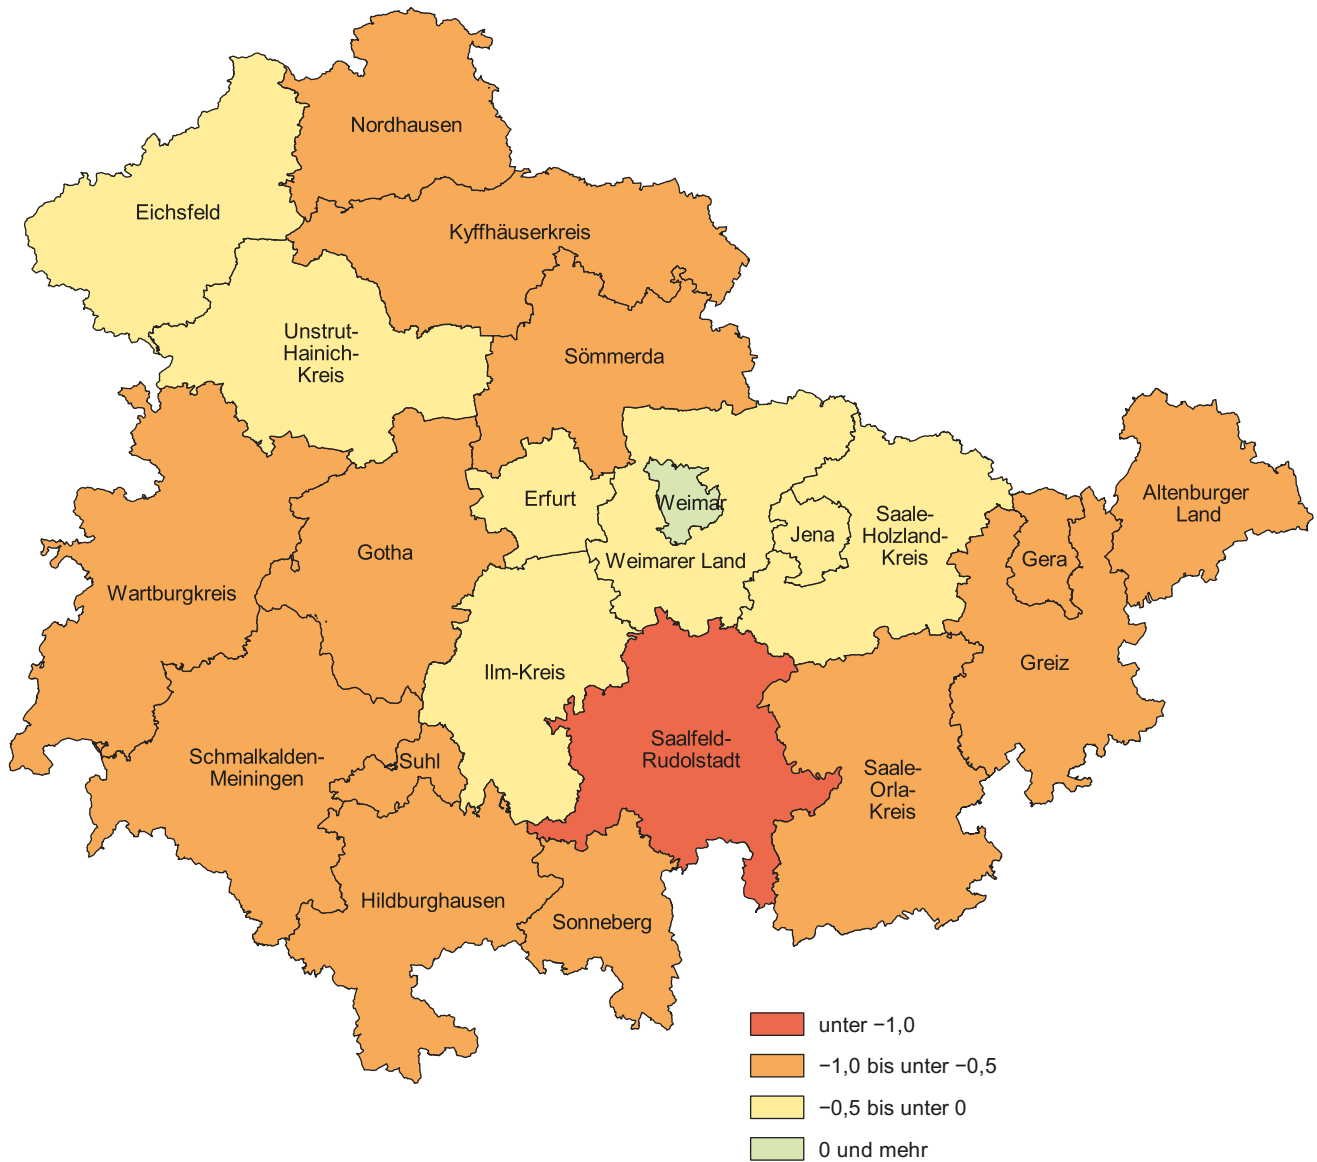 Nordhausen
Eichsfeld
Kyffhäuserkreis
Unstrut-
Hainich-
Kreis
Sömmerda
Altenburger
Land
Erfurt
Weimar
Saale-
Holzland-
Kreis
Jena
Gotha
Weimarer Land
Gera
Wartburgkreis
Greiz
Ilm-Kreis
Saalfeld-
Rudolstadt
Schmalkalden-
Meiningen
Suhl
Saale-
Orla-
Kreis
Hildburghausen
Sonneberg
unter −1,0
−1,0 bis unter −0,5
−0,5 bis unter 0
0 und mehr